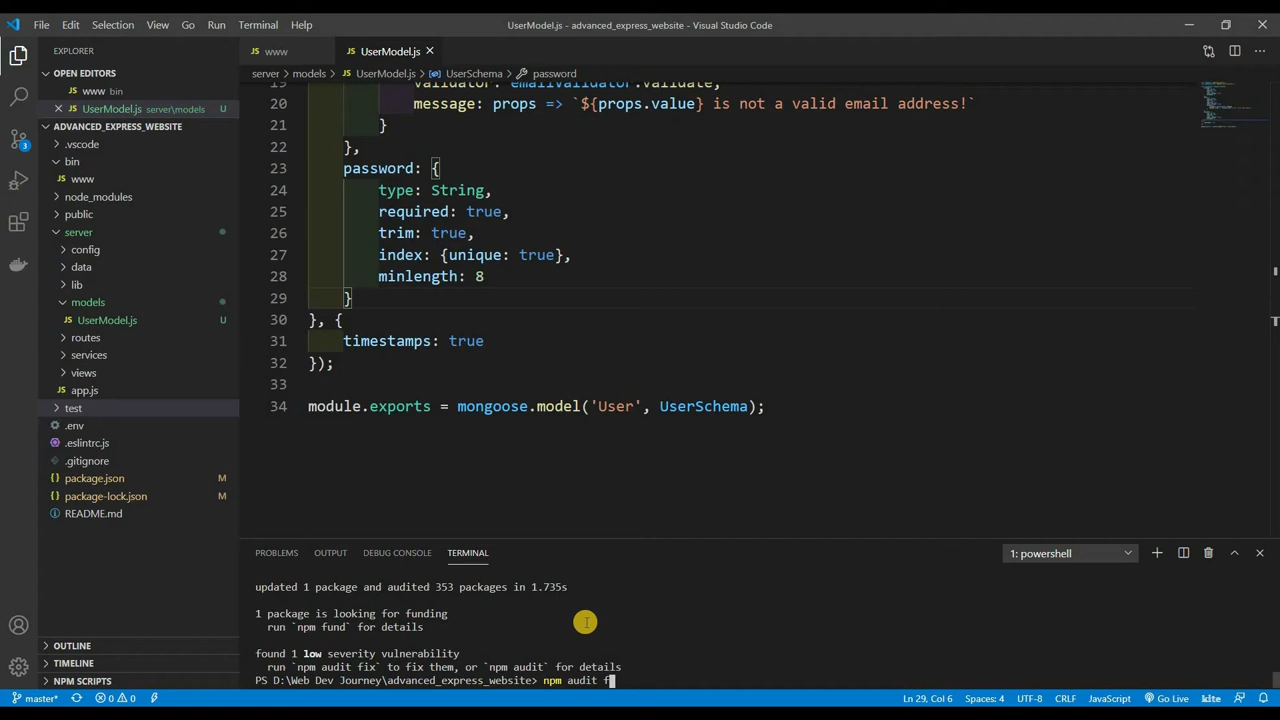 File Edit Selection View Go Run Terminal Help
UserModel.js - advanced_express_website - Visual Studio Code
EXPLORER
OPEN EDITORS
www bin
UserModel.js server\models U
ADVANCED_EXPRESS_WEBSITE
.vscode
bin
www
node_modules
public
server
config
data
lib
models
UserModel.js U
routes
services
views
app.js
test
.env
.eslintrc.js
.gitignore
package.json M
package-lock.json M
README.md
OUTLINE
TIMELINE
NPM SCRIPTS
3
www
UserModel.js
server > models > UserModel.js > UserSchema > password
19 validator: emailValidator.validate,
20 message: props => `${props.value} is not a valid email address!`
21 }
22 },
23 password: {
24 type: String,
25 required: true,
26 trim: true,
27 index: {unique: true},
28 minlength: 8
29 }
30 }, {
31 timestamps: true
32 });
33
34 module.exports = mongoose.model('User', UserSchema);
PROBLEMS OUTPUT DEBUG CONSOLE TERMINAL
1: powershell
updated 1 package and audited 353 packages in 1.735s
1 package is looking for funding
run `npm fund` for details
found 1 low severity vulnerability
run `npm audit fix` to fix them, or `npm audit` for details
PS D:\Web Dev Journey\advanced_express_website> npm audit f
master* 0 0 Ln 29, Col 6 Spaces: 4 UTF-8 CRLF JavaScript Go Live kite